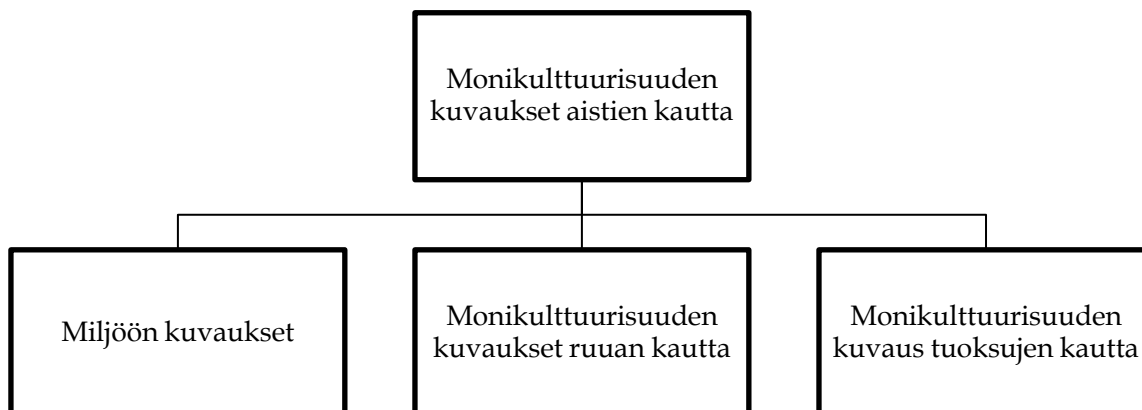 Monikulttuurisuuden
kuvaukset aistien kautta
Miljöön kuvaukset
Monikulttuurisuuden
kuvaukset ruuan kautta
Monikulttuurisuuden
kuvaus tuoksujen kautta